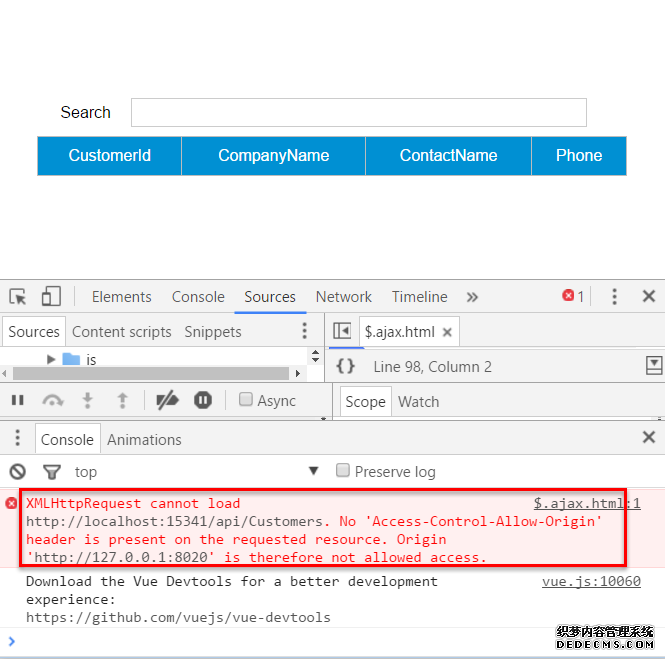 Search
CustomerId CompanyName ContactName Phone
Elements Console Sources Network Timeline » 1
Sources Content scripts Snippets
$.ajax.html ×
js
{} Line 98, Column 2
Async
Scope Watch
Console Animations
top ▼ Preserve log
XMLHttpRequest cannot load $.ajax.html:1
http://localhost:15341/api/Customers. No 'Access-Control-Allow-Origin'
header is present on the requested resource. Origin
'http://127.0.0.1:8020' is therefore not allowed access.
Download the Vue Devtools for a better development vue.js:10060
experience:
https://github.com/vuejs/vue-devtools
织梦内容管理系统
DEDECMS.COM